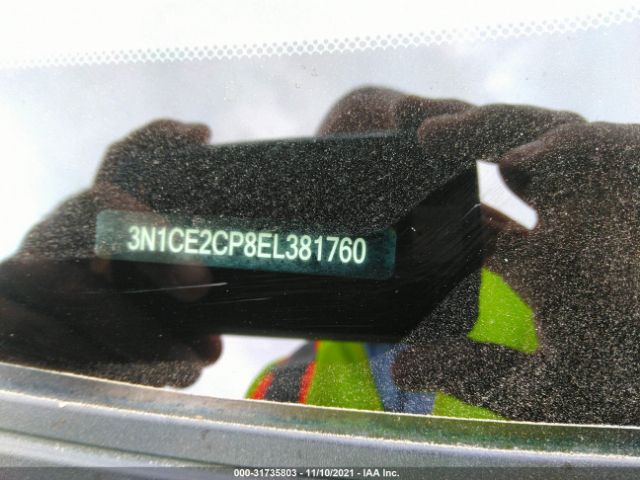 3N1CE2CP8EL381760
000-31735803 - 11/10/2021 - IAA Inc.